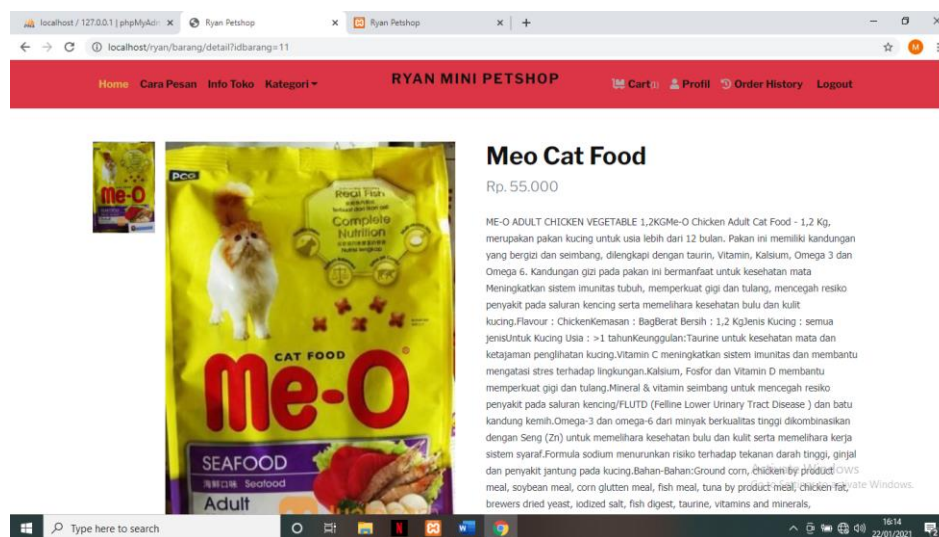 localhost / 127.0.0.1 | phpMyAdn
Ryan Petshop
Ryan Petshop
localhost/ryan/barang/detail?idbarang=11
M
Home Cara Pesan Info Toko Kategori
RYAN MINI PETSHOP
Cart Profil Order History Logout
Meo Cat Food
Rp. 55.000
ME-O ADULT CHICKEN VEGETABLE 1,2KGMe-O Chicken Adult Cat Food - 1,2 Kg,
merupakan pakan kucing untuk usia lebih dari 12 bulan. Pakan ini memiliki kandungan
yang bergizi dan seimbang, dilengkapi dengan taurin, Vitamin, Kalsium, Omega 3 dan
Omega 6. Kandungan gizi pada pakan ini bermanfaat untuk kesehatan mata
Meningkatkan sistem imunitas tubuh, memperkuat gigi dan tulang, mencegah resiko
penyakit pada saluran kencing serta memelihara kesehatan bulu dan kulit
kucing.Flavour : ChickenKemasan : BagBerat Bersih : 1,2 KgJenis Kucing : semua
jenisUntuk Kucing Usia : >1 tahunKeunggulan:Taurine untuk kesehatan mata dan
ketajaman penglihatan kucing.Vitamin C meningkatkan sistem imunitas dan membantu
mengatasi stres terhadap lingkungan.Kalsium, Fosfor dan Vitamin D membantu
memperkuat gigi dan tulang.Mineral & vitamin seimbang untuk mencegah resiko
penyakit pada saluran kencing/FLUTD (Felline Lower Urinary Tract Disease ) dan batu
kandung kemih.Omega-3 dan omega-6 dari minyak berkualitas tinggi dikombinasikan
dengan Seng (Zn) untuk memelihara kesehatan bulu dan kulit serta memelihara kerja
sistem syaraf.Formula sodium menurunkan risiko terhadap tekanan darah tinggi, ginjal
dan penyakit jantung pada kucing.Bahan-Bahan:Ground corn, chicken by product
meal, soybean meal, corn glutten meal, fish meal, tuna by product meal, chicken fat,
brewers dried yeast, iodized salt, fish digest, taurine, vitamins and minerals,
Activate Windows
Me-O
PCG
Real Fish
Complete
Nutrition
CAT FOOD
Me-O
SEAFOOD
海鮮口味 Seafood
Adult
Type here to search
16:14
22/01/2021